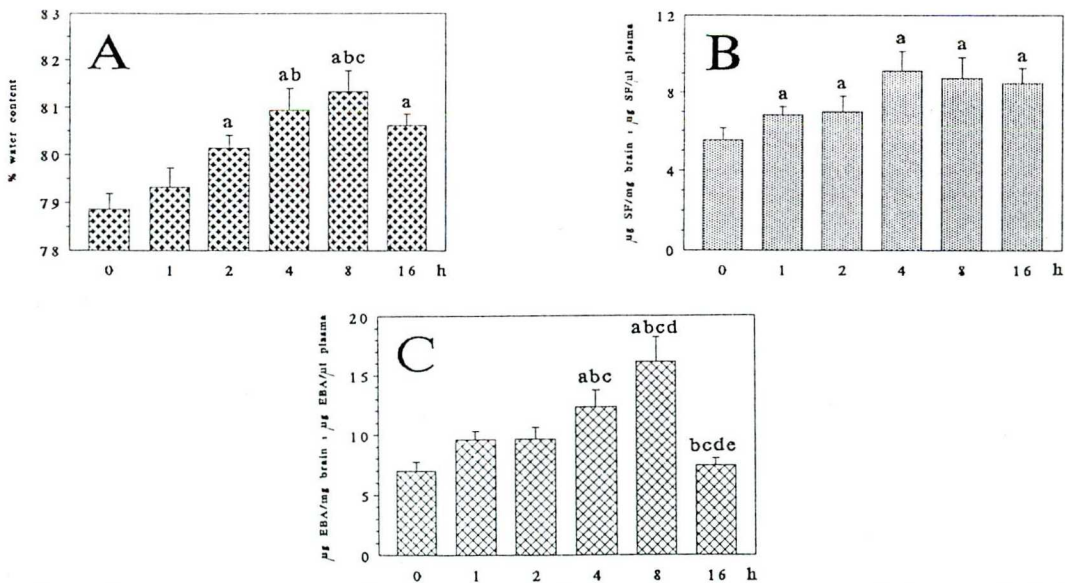 A
% water content
83
82
81
80
79
78
a
ab
abc
a
0 1 2 4 8 16 h
B
µg SF/mg brain : µg SF/µl plasma
12
8
4
0
a
a
a
a
a
0 1 2 4 8 16 h
C
µg EBA/mg brain : µg EBA/µl plasma
20
15
10
5
0
abc
abcd
bcde
0 1 2 4 8 16 h